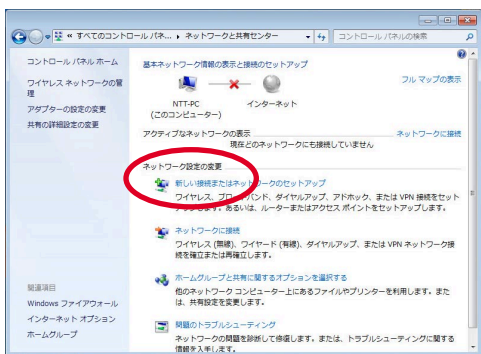 « すべてのコントロール パネ... ▸ ネットワークと共有センター
コントロール パネルの検索
コントロール パネル ホーム
ワイヤレス ネットワークの管
理
アダプターの設定の変更
共有の詳細設定の変更
基本ネットワーク情報の表示と接続のセットアップ
フル マップの表示
NTT-PC
(このコンピューター)
インターネット
アクティブなネットワークの表示
ネットワークに接続
現在どのネットワークにも接続していません
ネットワーク設定の変更
新しい接続またはネットワークのセットアップ
ワイヤレス、ブロードバンド、ダイヤルアップ、アドホック、または VPN 接続をセット
アップします。あるいは、ルーターまたはアクセス ポイントをセットアップします。
ネットワークに接続
ワイヤレス (無線)、ワイヤード (有線)、ダイヤルアップ、または VPN ネットワーク接
続を確立または再確立します。
ホームグループと共有に関するオプションを選択する
他のネットワーク コンピューター上にあるファイルやプリンターを利用します。また
は、共有設定を変更します。
問題のトラブルシューティング
ネットワークの問題を診断して修復します。または、トラブルシューティングに関する
情報を入手します。
関連項目
Windows ファイアウォール
インターネット オプション
ホームグループ